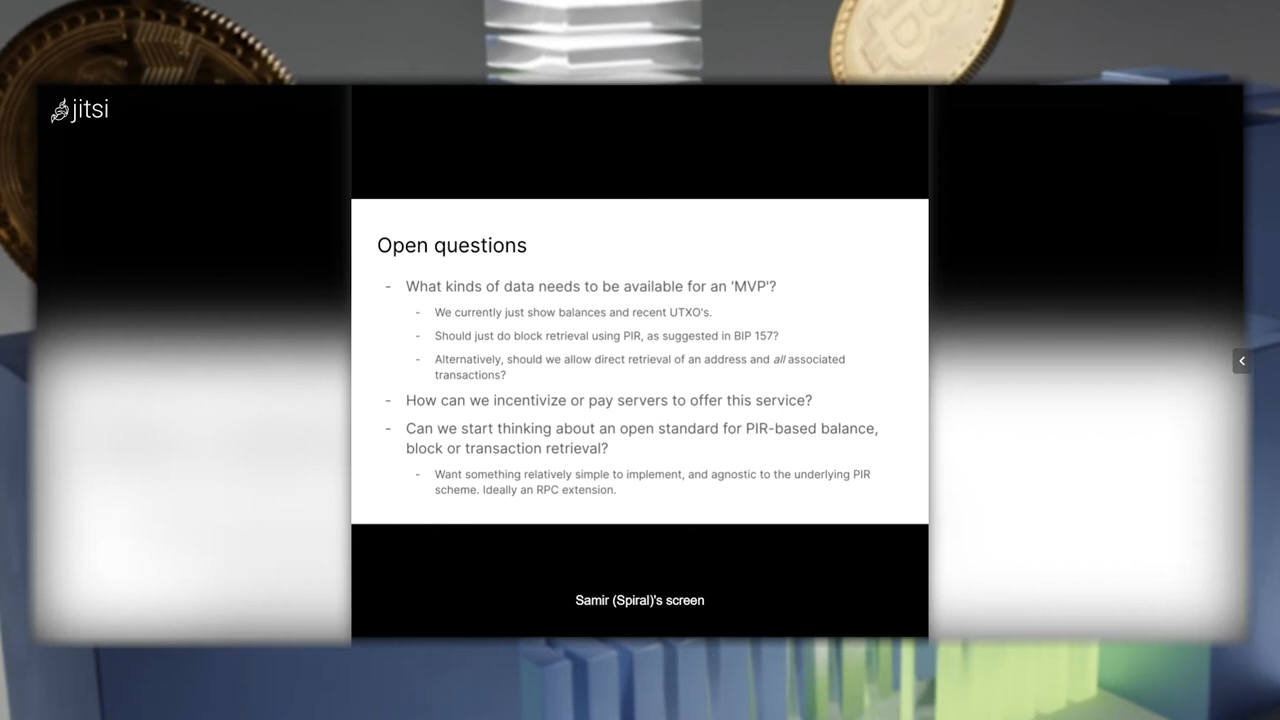 jitsi
Open questions
- What kinds of data needs to be available for an 'MVP'?
- We currently just show balances and recent UTXO's.
- Should just do block retrieval using PIR, as suggested in BIP 157?
- Alternatively, should we allow direct retrieval of an address and all associated
transactions?
- How can we incentivize or pay servers to offer this service?
- Can we start thinking about an open standard for PIR-based balance,
block or transaction retrieval?
- Want something relatively simple to implement, and agnostic to the underlying PIR
scheme. Ideally an RPC extension.
Samir (Spiral)'s screen